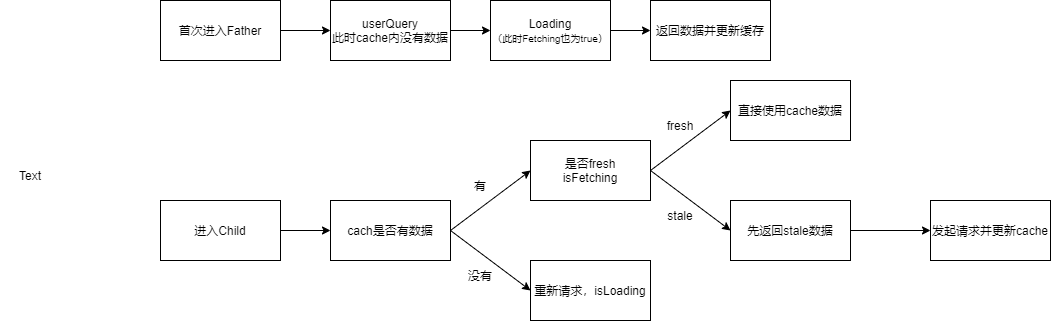 首次进入Father
userQuery
此时cache内没有数据
Loading
（此时Fetching也为true）
返回数据并更新缓存
直接使用cache数据
fresh
是否fresh
isFetching
有
stale
Text
进入Child
cach是否有数据
先返回stale数据
发起请求并更新cache
没有
重新请求，isLoading